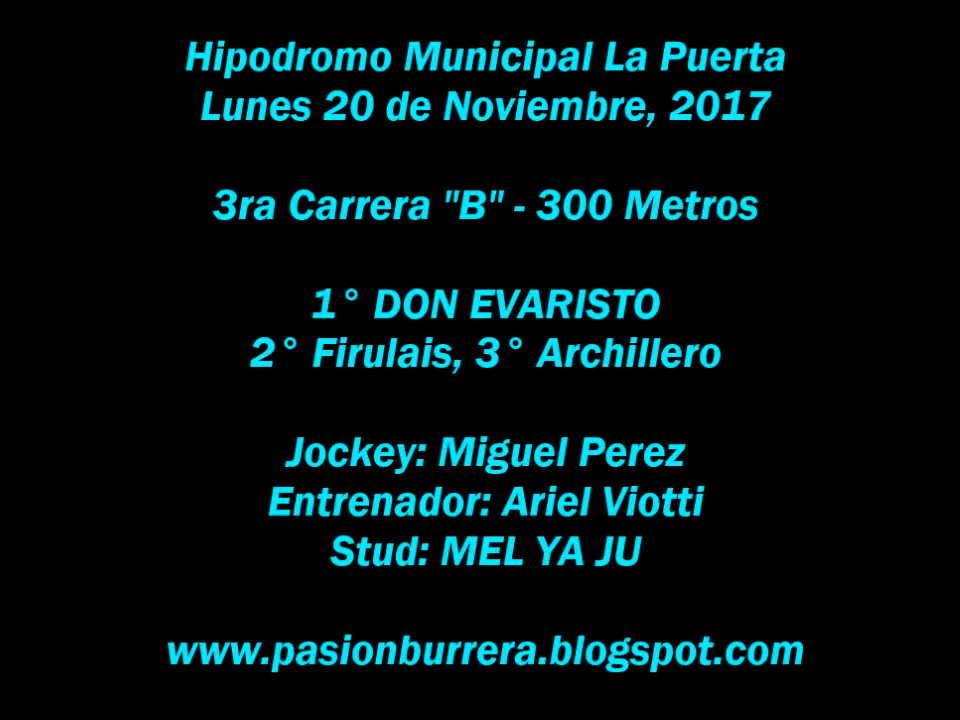 Hipodromo Municipal La Puerta
Lunes 20 de Noviembre, 2017
3ra Carrera "B" - 300 Metros
1° DON EVARISTO
2° Firulais, 3° Archillero
Jockey: Miguel Perez
Entrenador: Ariel Viotti
Stud: MEL YA JU
www.pasionburrera.blogspot.com